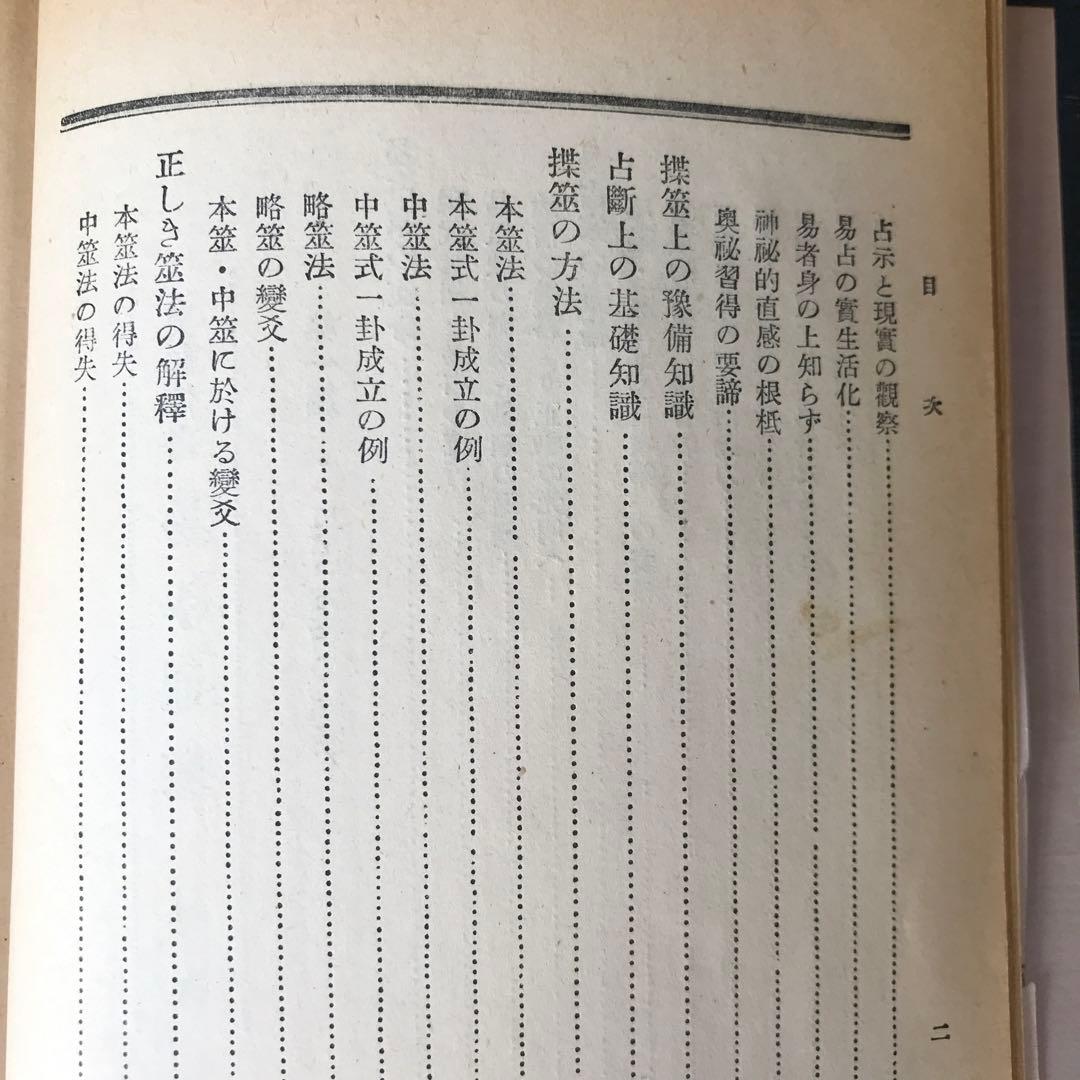 目次
占示と現實の觀察
易占の實生活化
易者身の上知らず
神祕的直感の根柢
奥祕習得の要諦
揲筮上の豫備知識
占斷上の基礎知識
揲筮の方法
本筮法
本筮式一卦成立の例
中筮法
中筮式一卦成立の例
略筮法
略筮の變爻
本筮・中筮に於ける變爻
正しき筮法の解釋
本筮法の得失
中筮法の得失
二